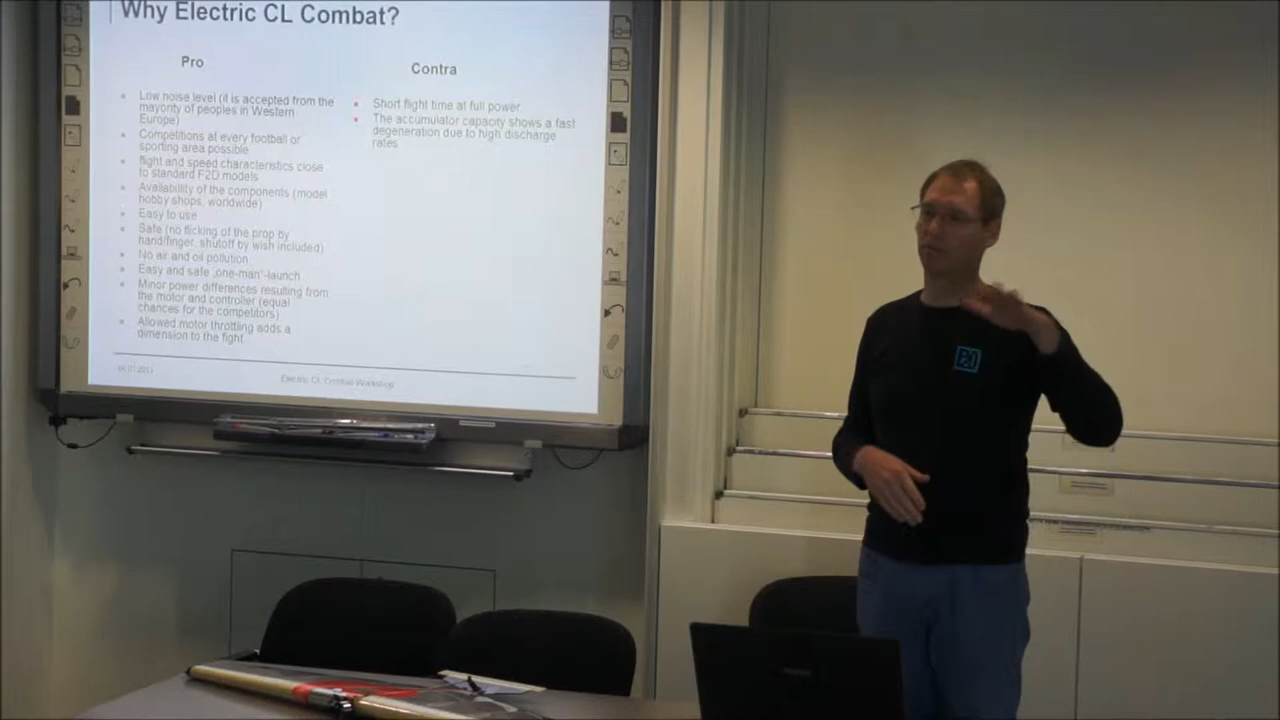 Why Electric CL Combat?
Pro
Low noise level (it is accepted from the
mayority of peoples in Western
Europe)
Competitions at every football or
sporting area possible
flight and speed characteristics close
to standard F2D models
Availability of the components (model
hobby shops, worldwide)
Easy to use
Safe (no flicking of the prop by
hand/finger, shutoff by wish included)
No air and oil pollution
Easy and safe „one-man“-launch
Minor power differences resulting from
the motor and controller (equal
chances for the competitors)
Allowed motor throttling adds a
dimension to the fight
Contra
Short flight time at full power
The accumulator capacity shows a fast
degeneration due to high discharge
rates
Electric CL Combat Workshop